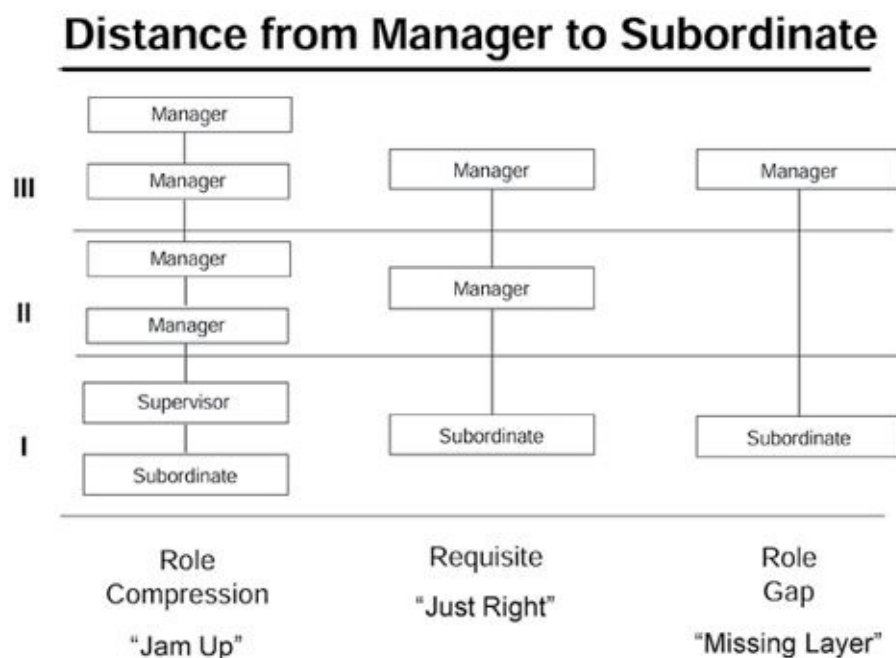 Distance from Manager to Subordinate
Manager
III
Manager
Manager
Manager
Manager
II
Manager
Manager
I
Supervisor
Subordinate
Subordinate
Subordinate
Role
Compression
“Jam Up”
Requisite
“Just Right”
Role
Gap
“Missing Layer”